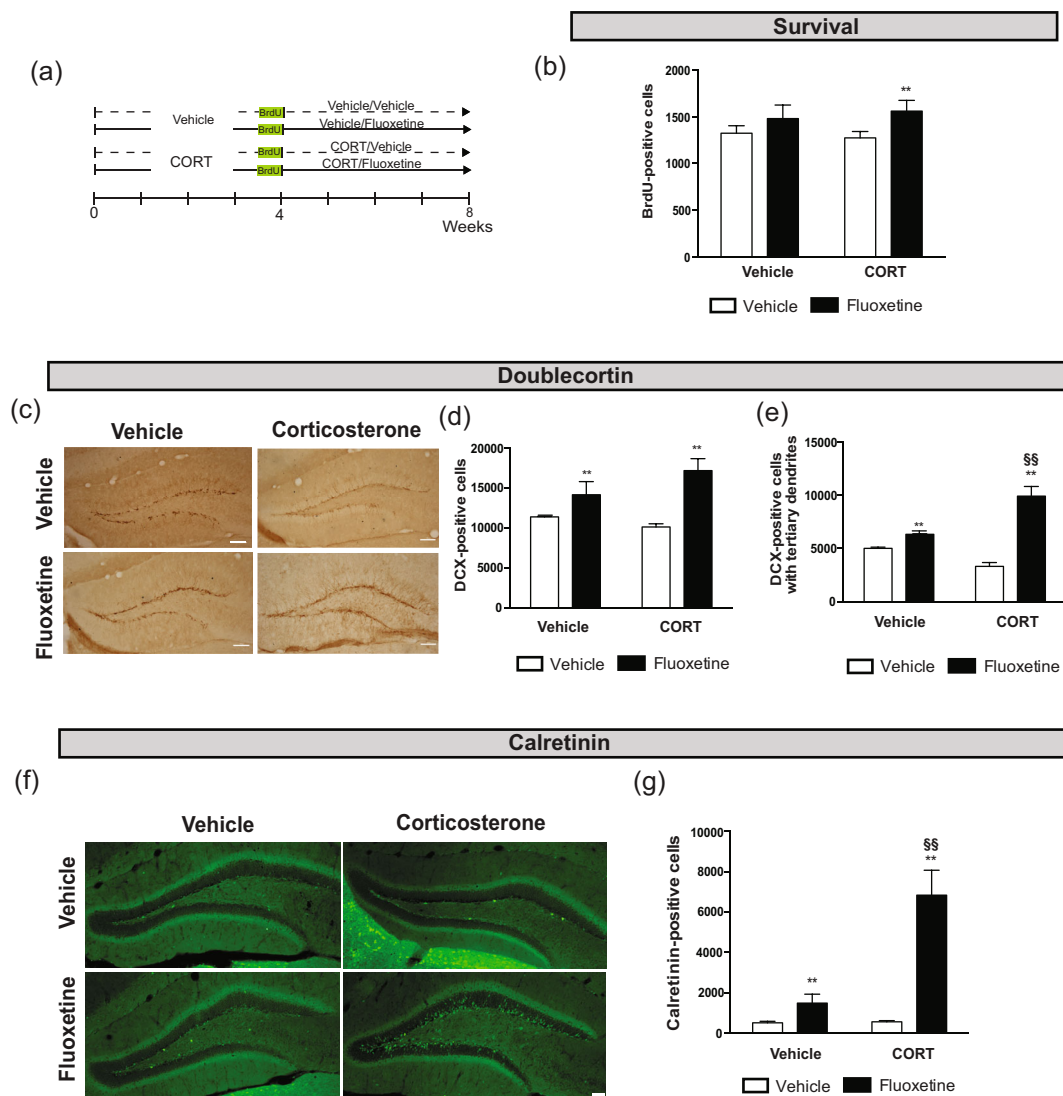 Survival
(a)
Vehicle
CORT
BrdU
BrdU
BrdU
BrdU
Vehicle/Vehicle
Vehicle/Fluoxetine
CORT/Vehicle
CORT/Fluoxetine
0 4 8
Weeks
(b)
BrdU-positive cells
2000
1500
1000
500
0
**
Vehicle CORT
Vehicle Fluoxetine
Doublecortin
(c)
Vehicle Corticosterone
Vehicle
Fluoxetine
(d)
DCX-positive cells
20000
15000
10000
5000
0
** **
Vehicle CORT
Vehicle Fluoxetine
(e)
DCX-positive cells
with tertiary dendrites
15000
10000
5000
0
§§
** **
Vehicle CORT
Vehicle Fluoxetine
Calretinin
(f)
Vehicle Corticosterone
Vehicle
Fluoxetine
(g)
Calretinin-positive cells
10000
8000
6000
4000
2000
0
§§
** **
Vehicle CORT
Vehicle Fluoxetine